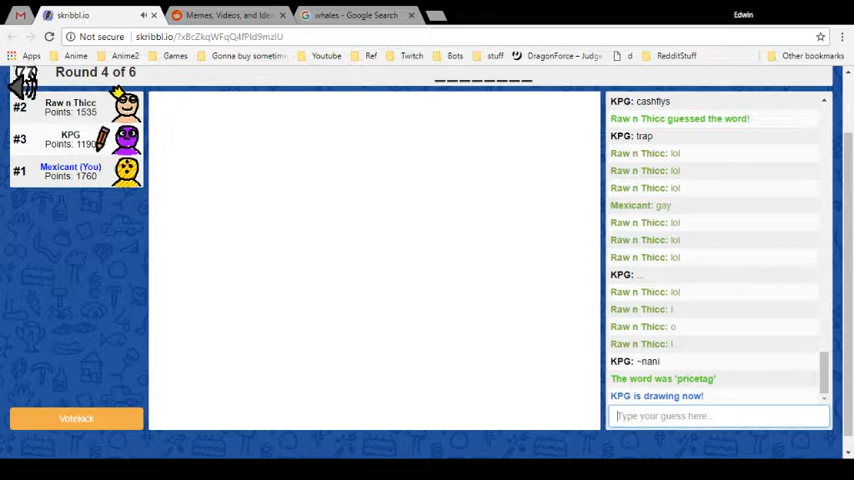 Edwin
skribbl.io
Memes, Videos, and Ide
whales - Google Search
Not secure | skribbl.io/?xBcZkqWFqQ4fPId9mzIU
Apps Anime Anime2 Games Gonna buy sometime Youtube Ref Twitch Bots stuff DragonForce – Judge d RedditStuff Other bookmarks
Round 4 of 6
________
#2 Raw n Thicc
Points: 1535
#3 KPG
Points: 1190
#1 Mexicant (You)
Points: 1760
Votekick
KPG: cashflys
Raw n Thicc guessed the word!
KPG: trap
Raw n Thicc: lol
Raw n Thicc: lol
Raw n Thicc: lol
Mexicant: gay
Raw n Thicc: lol
Raw n Thicc: lol
Raw n Thicc: lol
KPG: ...
Raw n Thicc: lol
Raw n Thicc: l
Raw n Thicc: o
Raw n Thicc: l
KPG: ~nani
The word was 'pricetag'
KPG is drawing now!
Type your guess here...